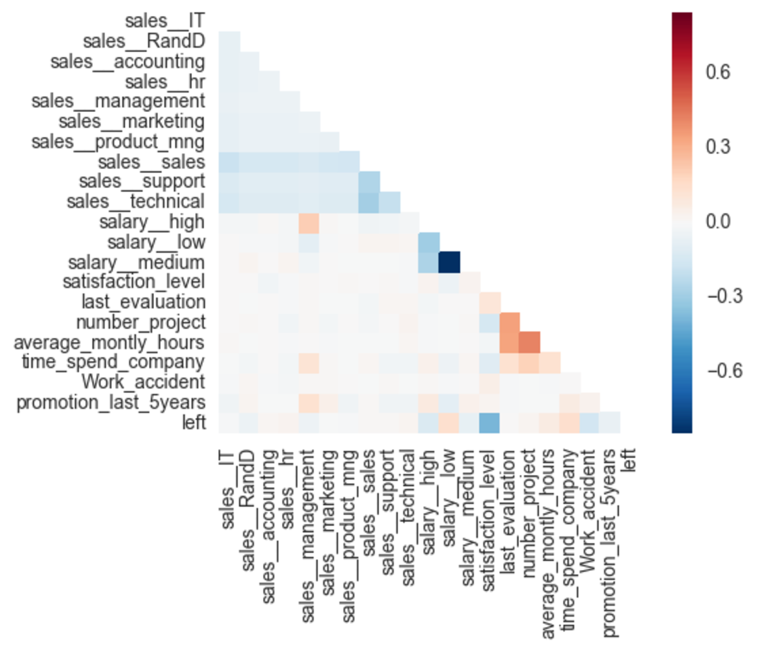 sales__IT
sales__RandD
sales__accounting
sales__hr
sales__management
sales__marketing
sales__product_mng
sales__sales
sales__support
sales__technical
salary__high
salary__low
salary__medium
satisfaction_level
last_evaluation
number_project
average_montly_hours
time_spend_company
Work_accident
promotion_last_5years
left
0.6
0.3
0.0
−0.3
−0.6
sales__IT
sales__RandD
sales__accounting
sales__hr
sales__management
sales__marketing
sales__product_mng
sales__sales
sales__support
sales__technical
salary__high
salary__low
salary__medium
satisfaction_level
last_evaluation
number_project
average_montly_hours
time_spend_company
Work_accident
promotion_last_5years
left